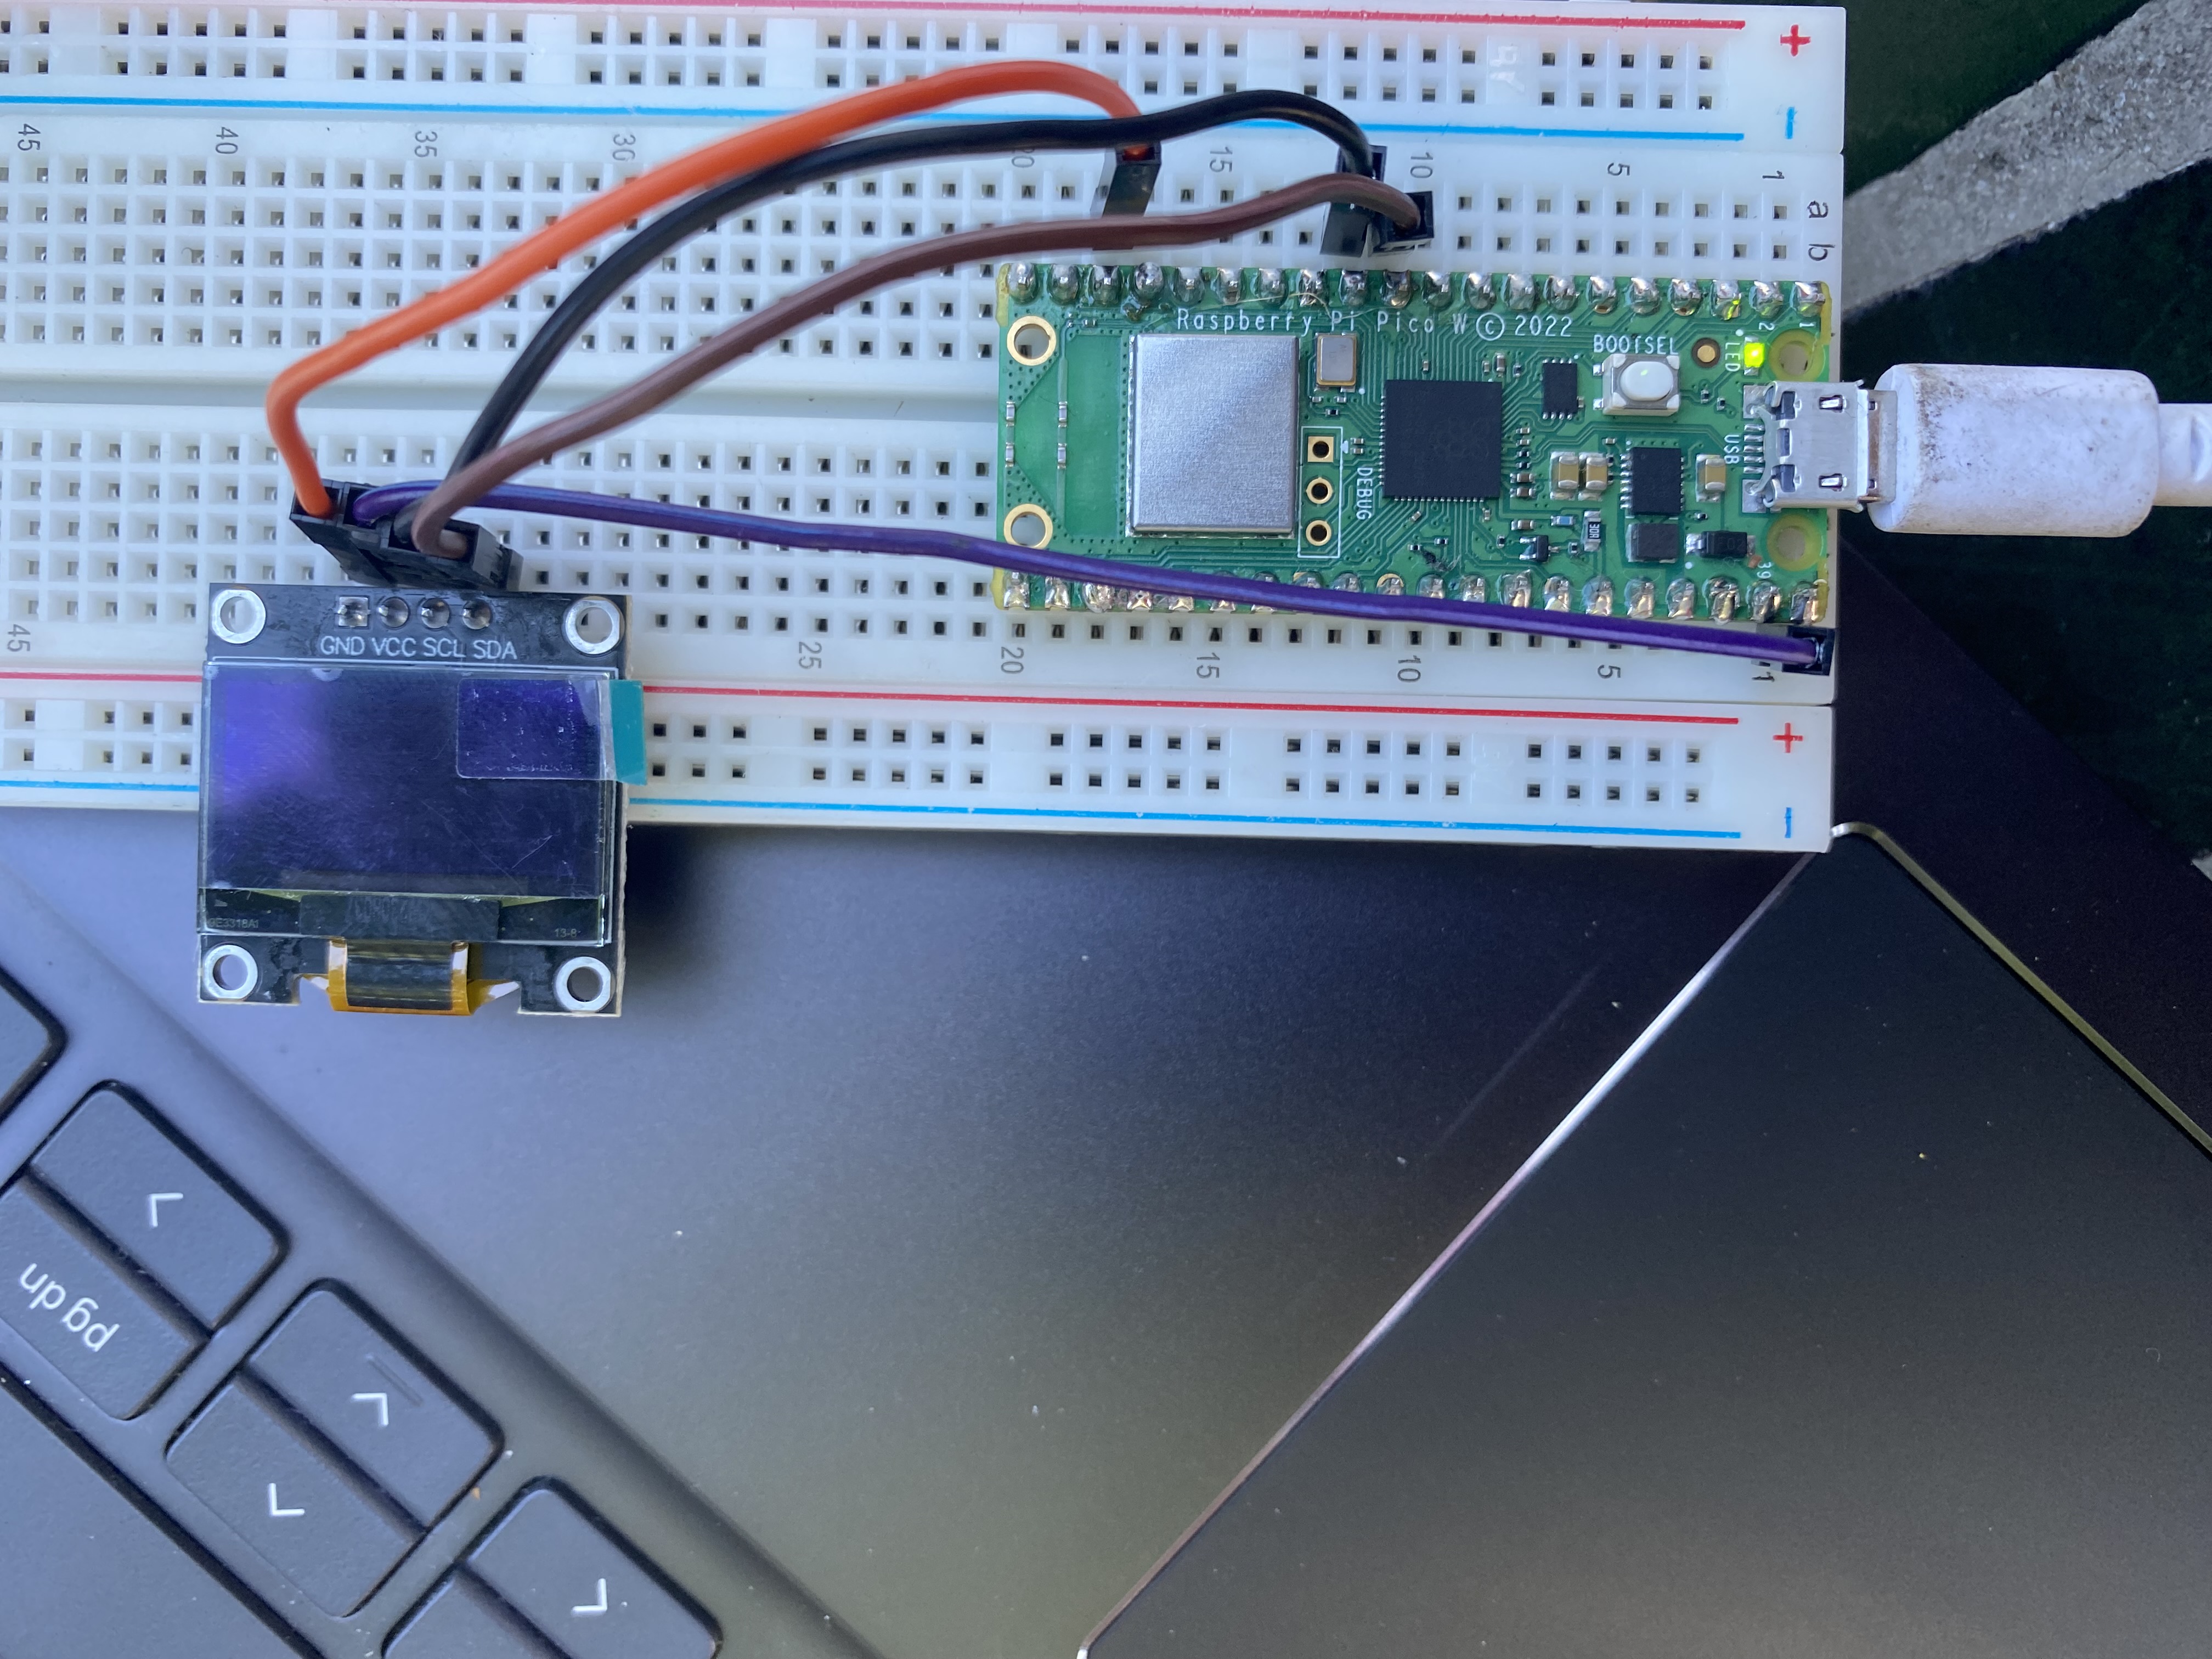 pg dn
45
45
40
GND VCC SCL SDA
35
30
25
20
20
15
15
Raspberry Pi Pico W © 2022
DEBUG
10
10
5
5
BOOTSEL
USB
LED
39
2
1
1
1
b a
− +
− +